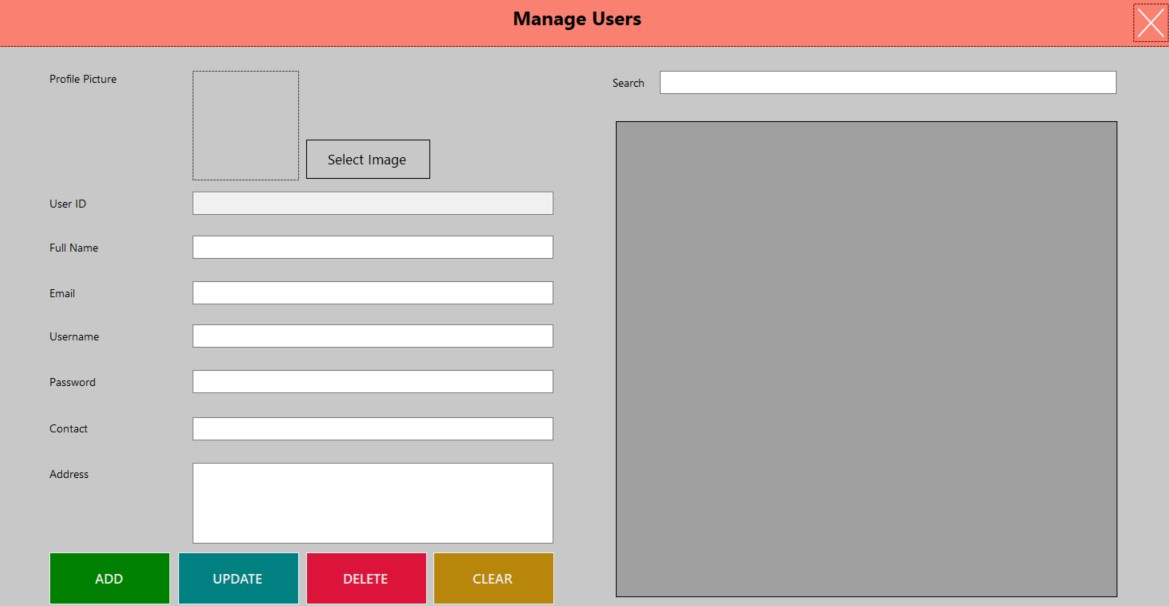 Manage Users
Profile Picture
Select Image
User ID
Full Name
Email
Username
Password
Contact
Address
ADD UPDATE DELETE CLEAR
Search